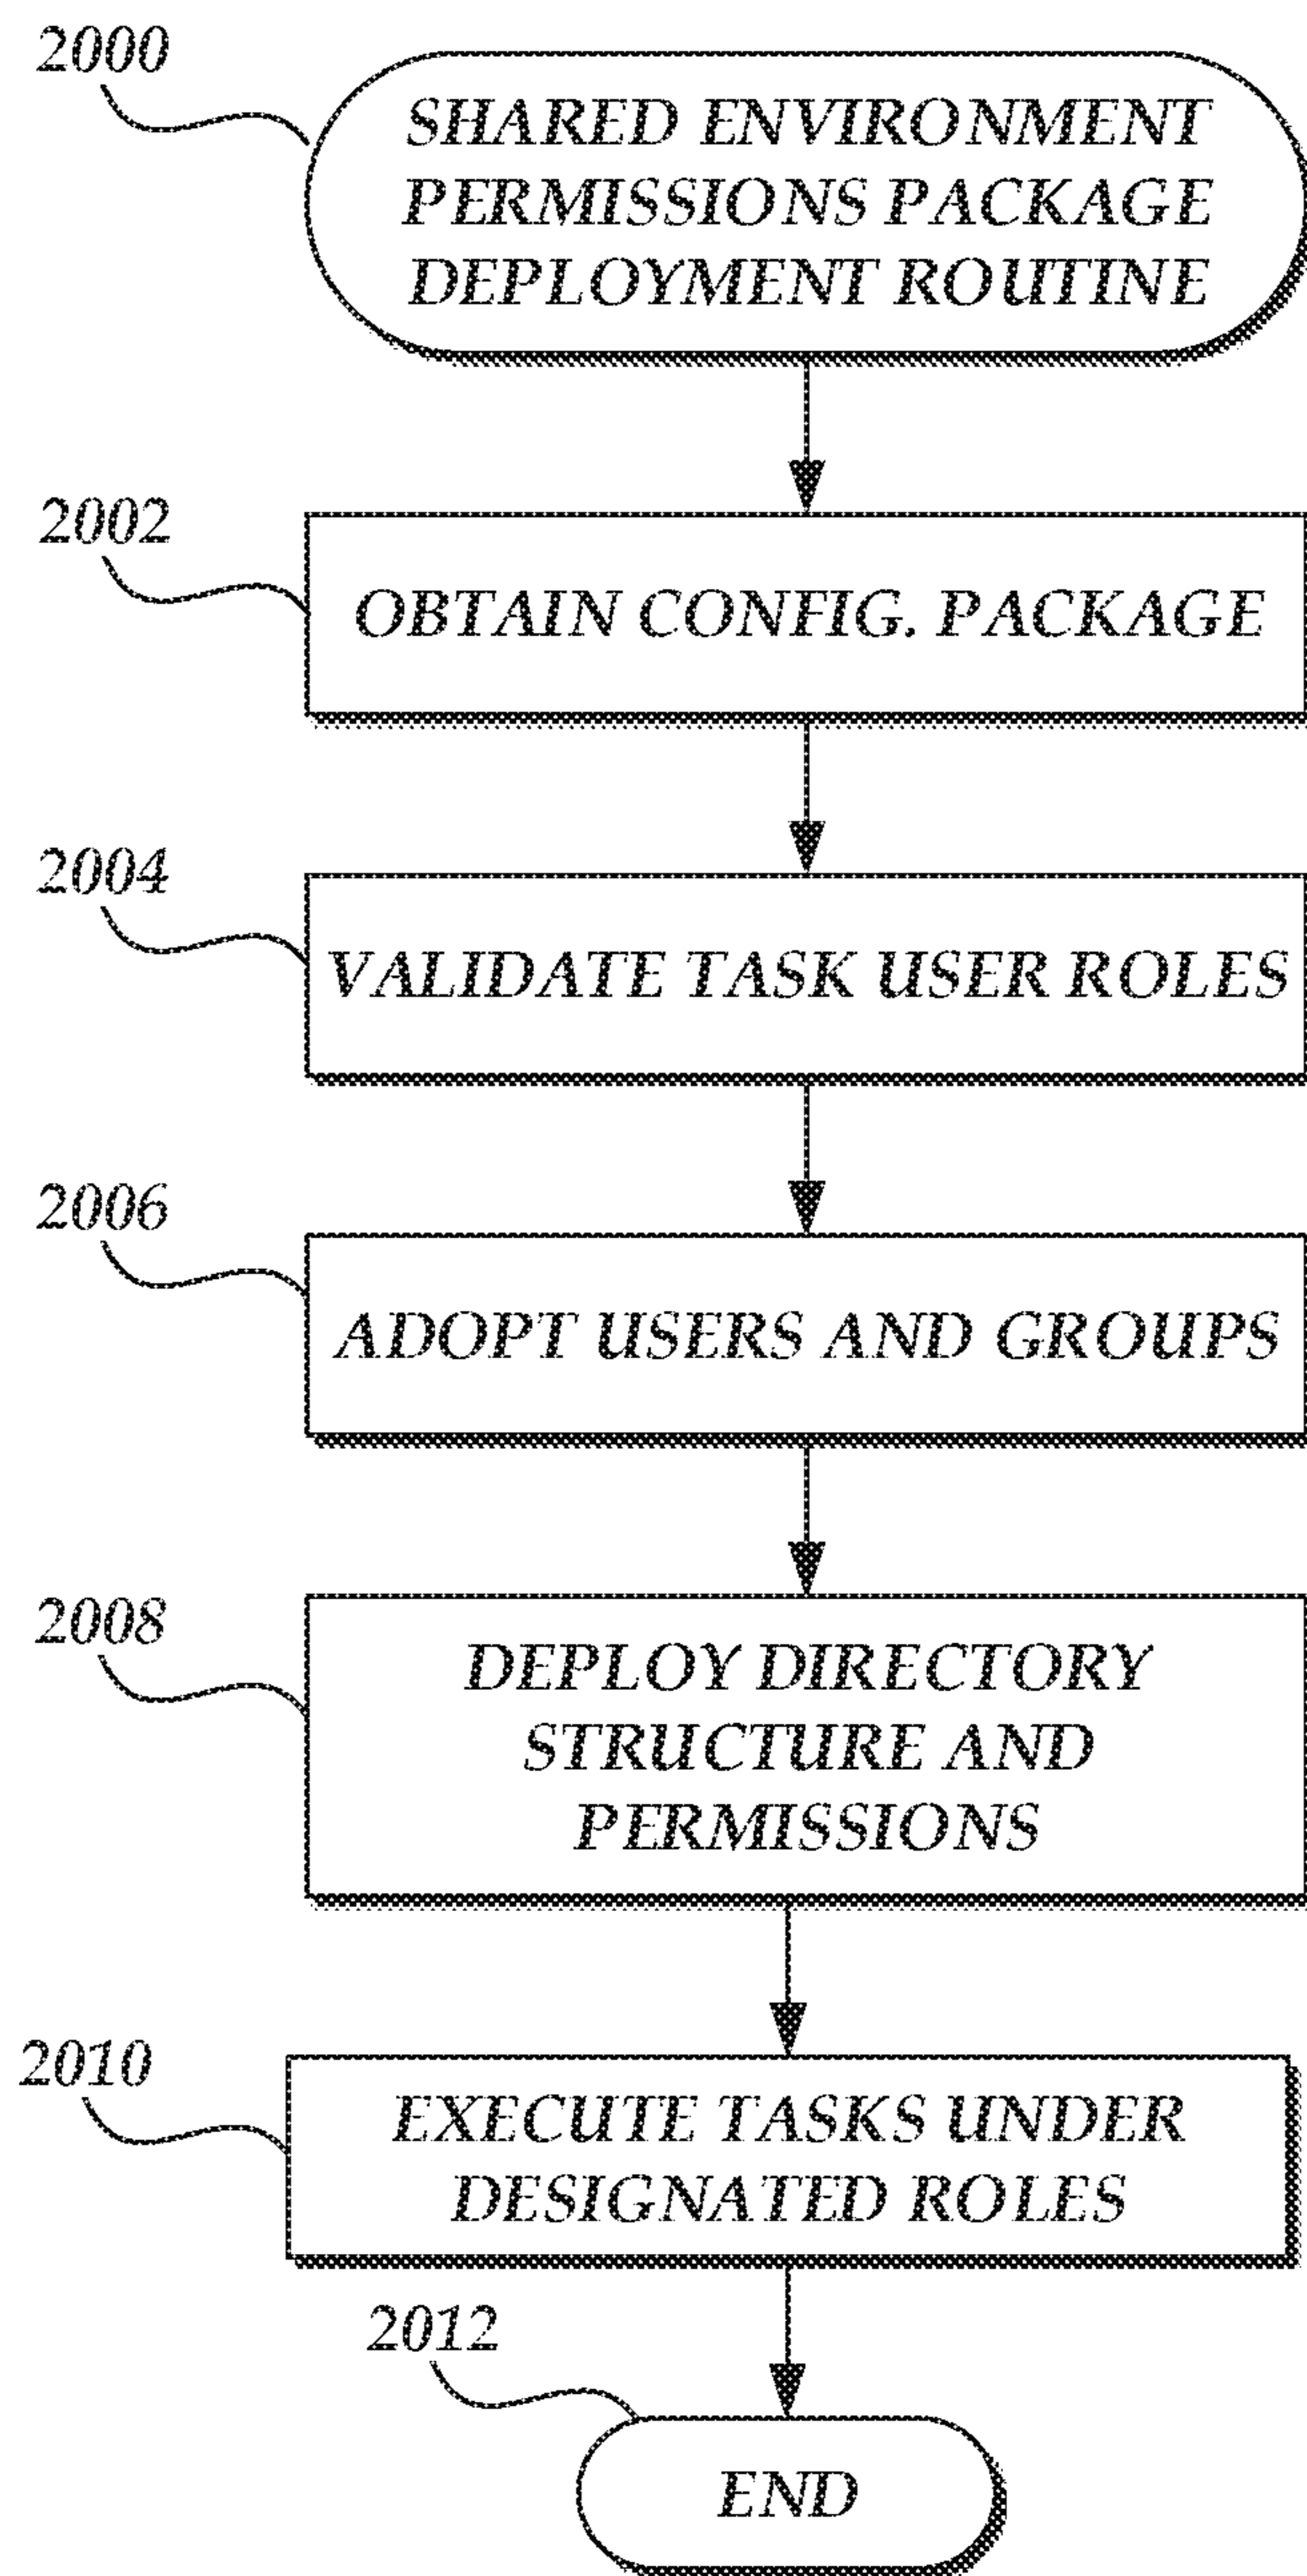 2000
SHARED ENVIRONMENT
PERMISSIONS PACKAGE
DEPLOYMENT ROUTINE
2002
OBTAIN CONFIG. PACKAGE
2004
VALIDATE TASK USER ROLES
2006
ADOPT USERS AND GROUPS
2008
DEPLOY DIRECTORY
STRUCTURE AND
PERMISSIONS
2010
EXECUTE TASKS UNDER
DESIGNATED ROLES
2012
END